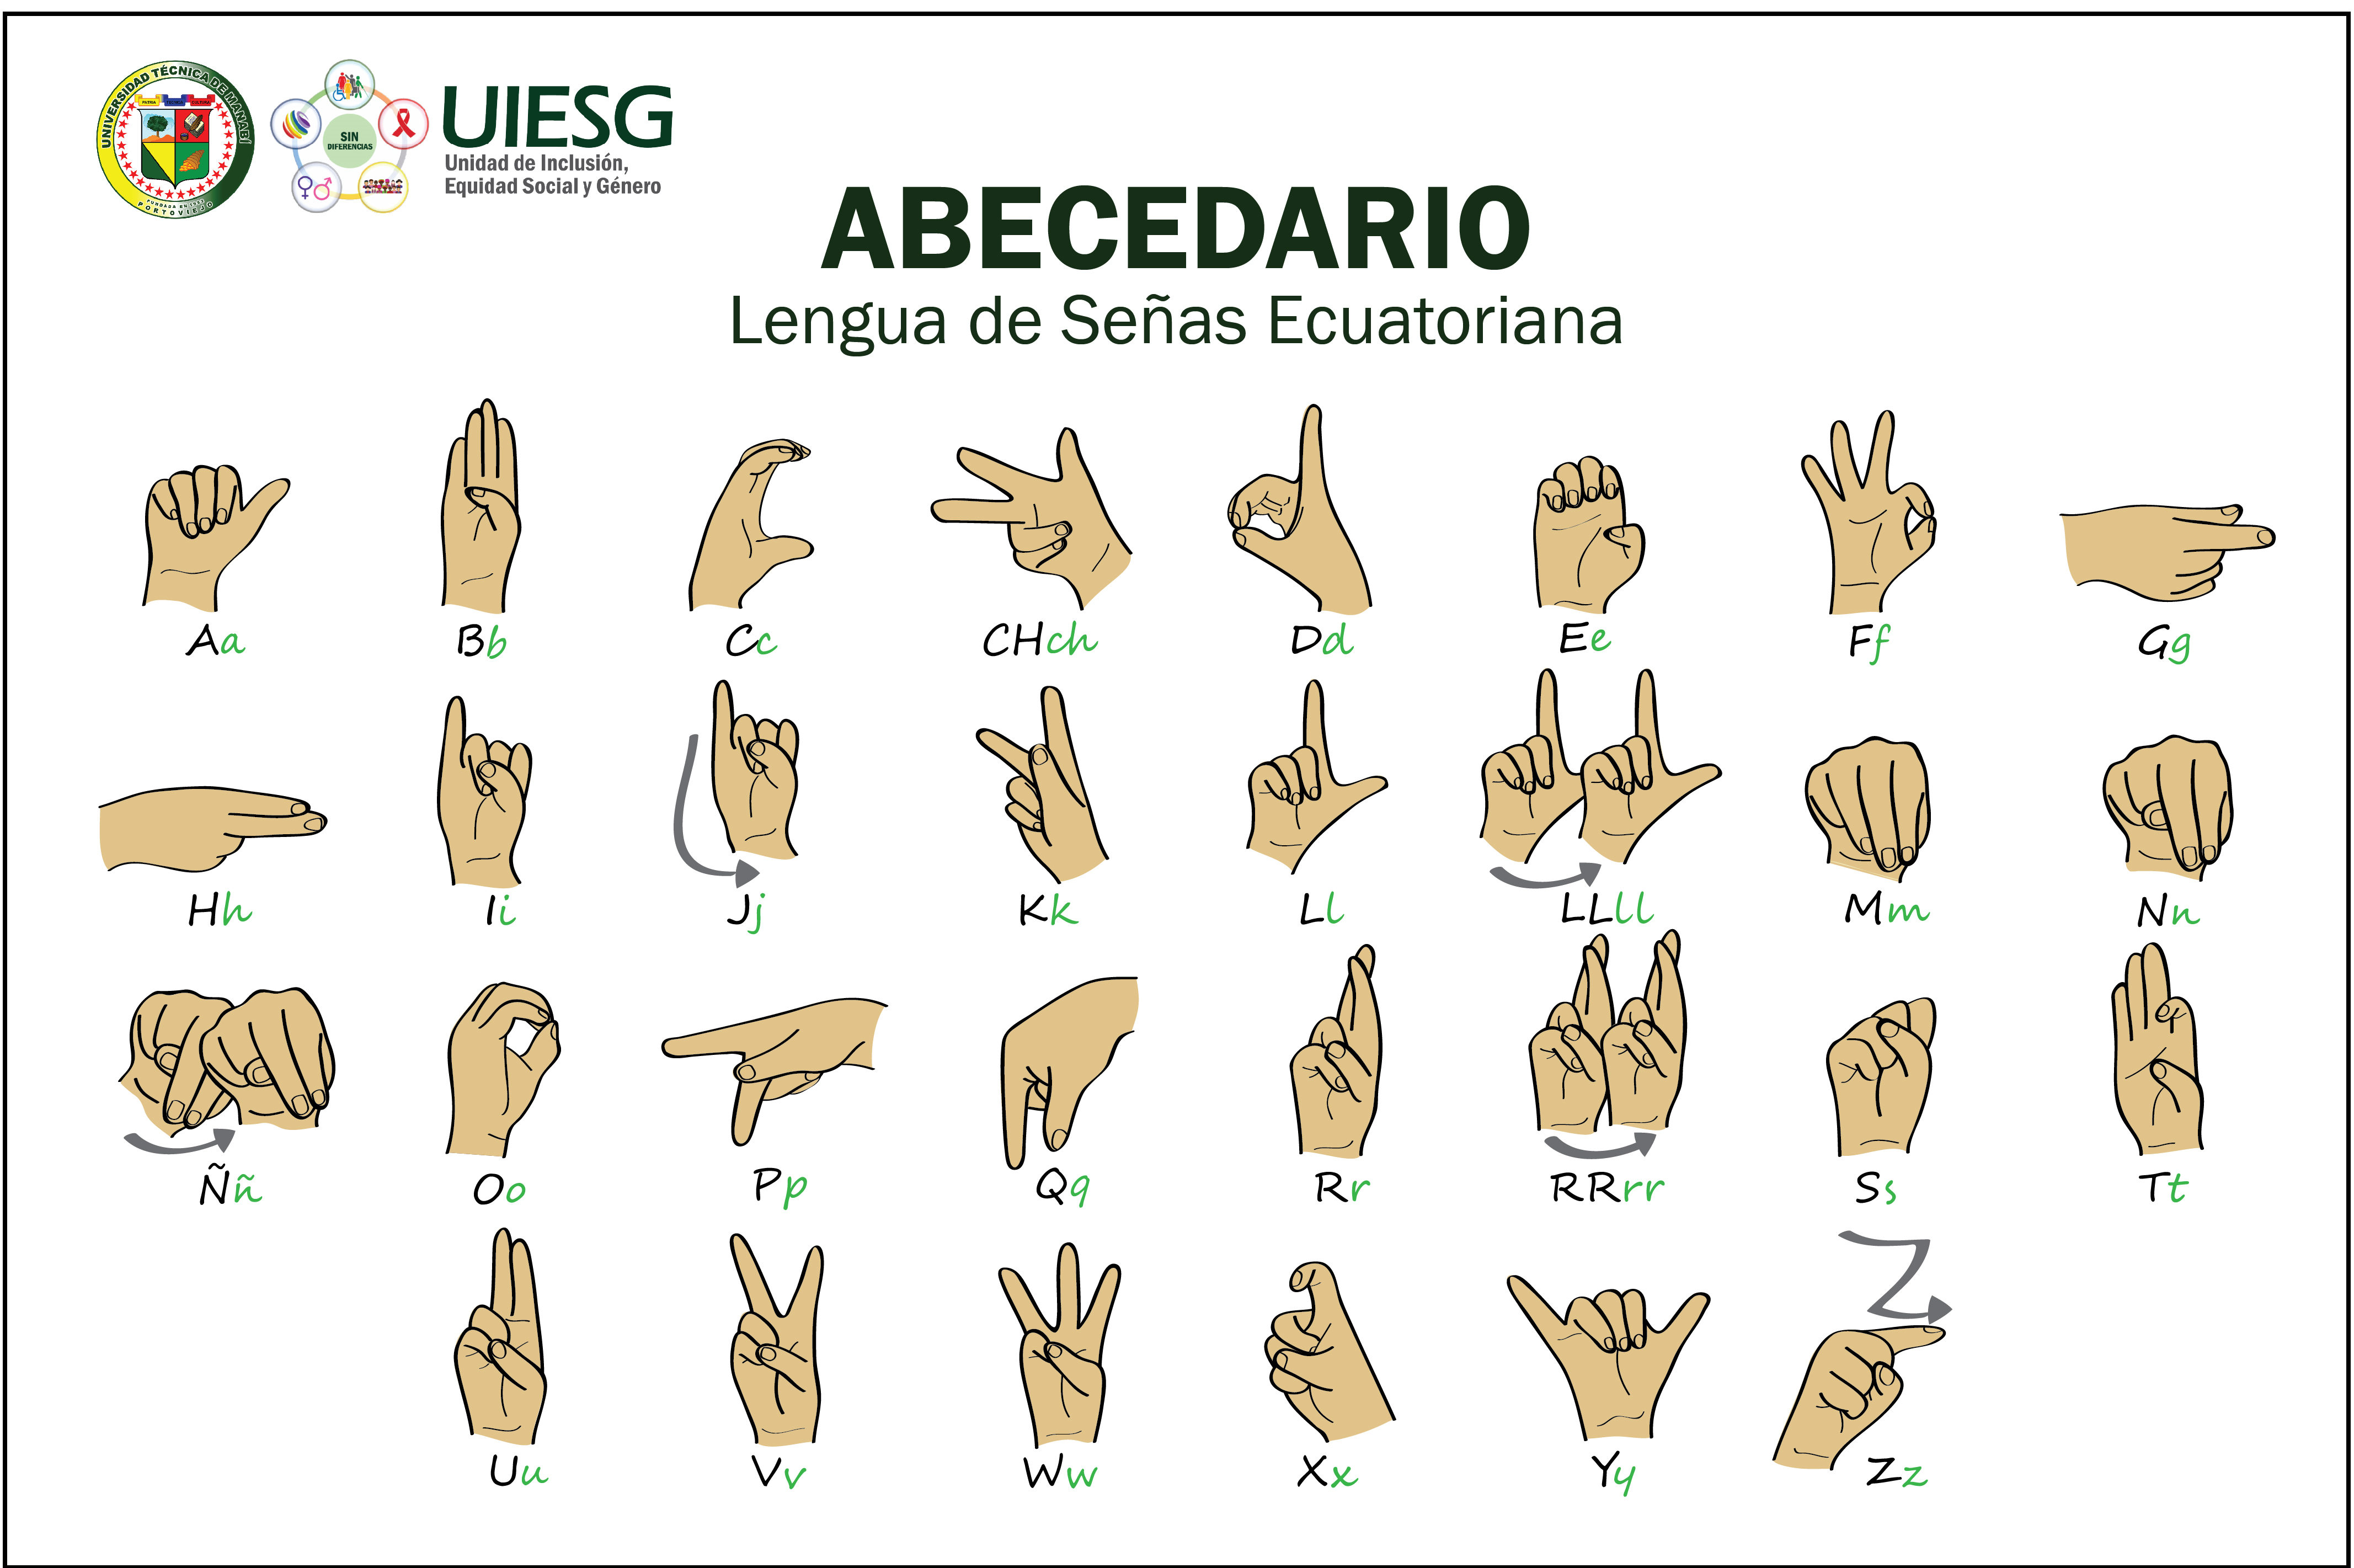 UNIVERSIDAD TÉCNICA DE MANABÍ
PATRIA TÉCNICA CULTURA
FUNDADA EN 1952
PORTOVIEJO
SIN
DIFERENCIAS
UIESG
Unidad de Inclusión,
Equidad Social y Género
ABECEDARIO
Lengua de Señas Ecuatoriana
Aa Bb Cc CHch Dd Ee Ff Gg
Hh Ii Jj Kk Ll LLll Mm Nn
Ññ Oo Pp Qq Rr RRrr Ss Tt
Uu Vv Ww Xx Yy Zz